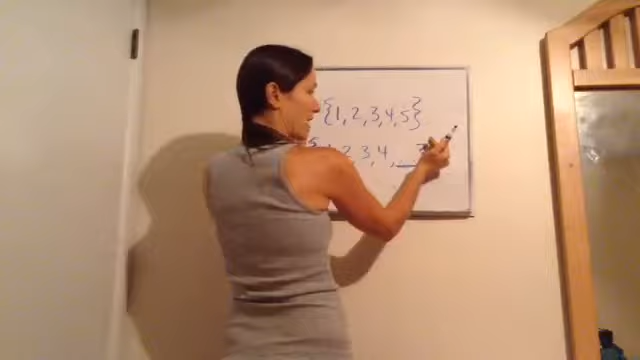 {1, 2, 3, 4, 5}
{1, 2, 3, 4, ...}